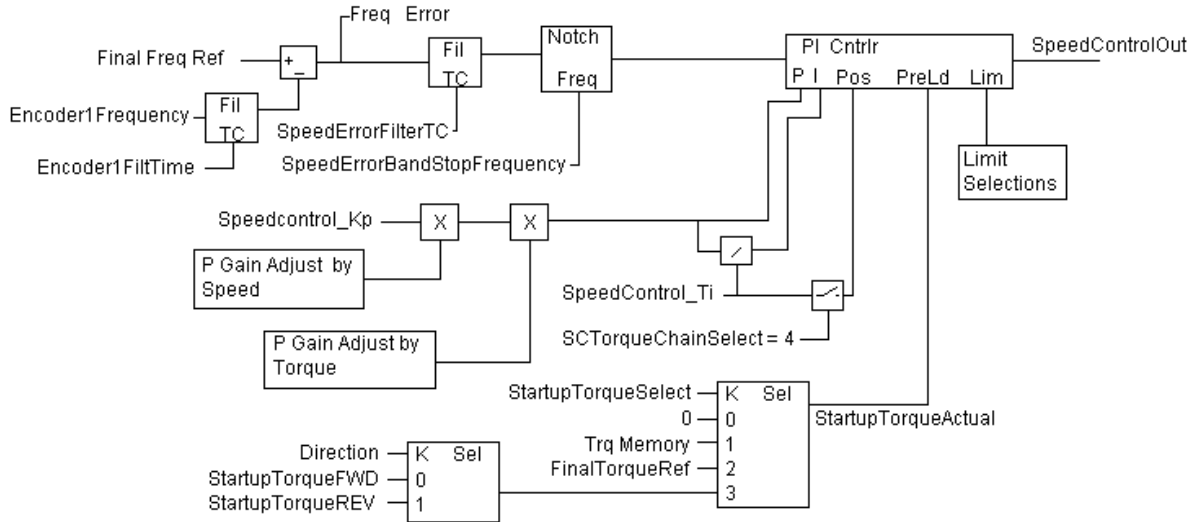 Freq Error
Final Freq Ref
+
-
Fil
TC
Notch
Freq
PI Cntrlr
P I Pos PreLd Lim
SpeedControlOut
Encoder1Frequency
Fil
TC
Encoder1FiltTime
SpeedErrorFilterTC
SpeedErrorBandStopFrequency
Limit
Selections
Speedcontrol_Kp
X
X
P Gain Adjust by
Speed
/
SpeedControl_Ti
SCTorqueChainSelect = 4
P Gain Adjust by
Torque
StartupTorqueSelect
K Sel
0
0
StartupTorqueActual
Trq Memory
1
FinalTorqueRef
2
3
Direction
K Sel
StartupTorqueFWD
0
StartupTorqueREV
1